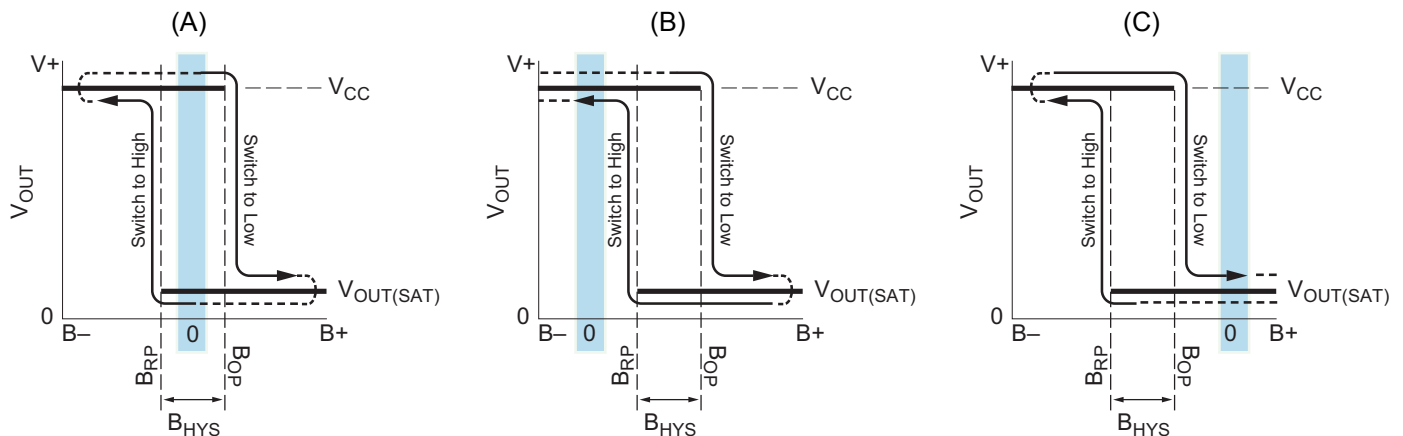 (A)
V+
VCC
VOUT
Switch to High
Switch to Low
VOUT(SAT)
0
B–
0
B+
BRP
BOP
BHYS
(B)
V+
VCC
VOUT
Switch to High
Switch to Low
VOUT(SAT)
0
B–
0
B+
BRP
BOP
BHYS
(C)
V+
VCC
VOUT
Switch to High
Switch to Low
VOUT(SAT)
0
B–
0
B+
BRP
BOP
BHYS